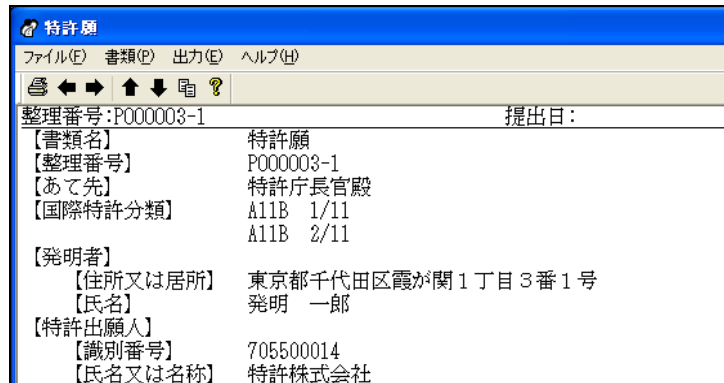 特許願
ファイル(F) 書類(P) 出力(E) ヘルプ(H)
整理番号:P000003-1 提出日:
【書類名】 特許願
【整理番号】 P000003-1
【あて先】 特許庁長官殿
【国際特許分類】 A11B 1/11
A11B 2/11
【発明者】
【住所又は居所】 東京都千代田区霞が関1丁目3番1号
【氏名】 発明 一郎
【特許出願人】
【識別番号】 705500014
【氏名又は名称】 特許株式会社